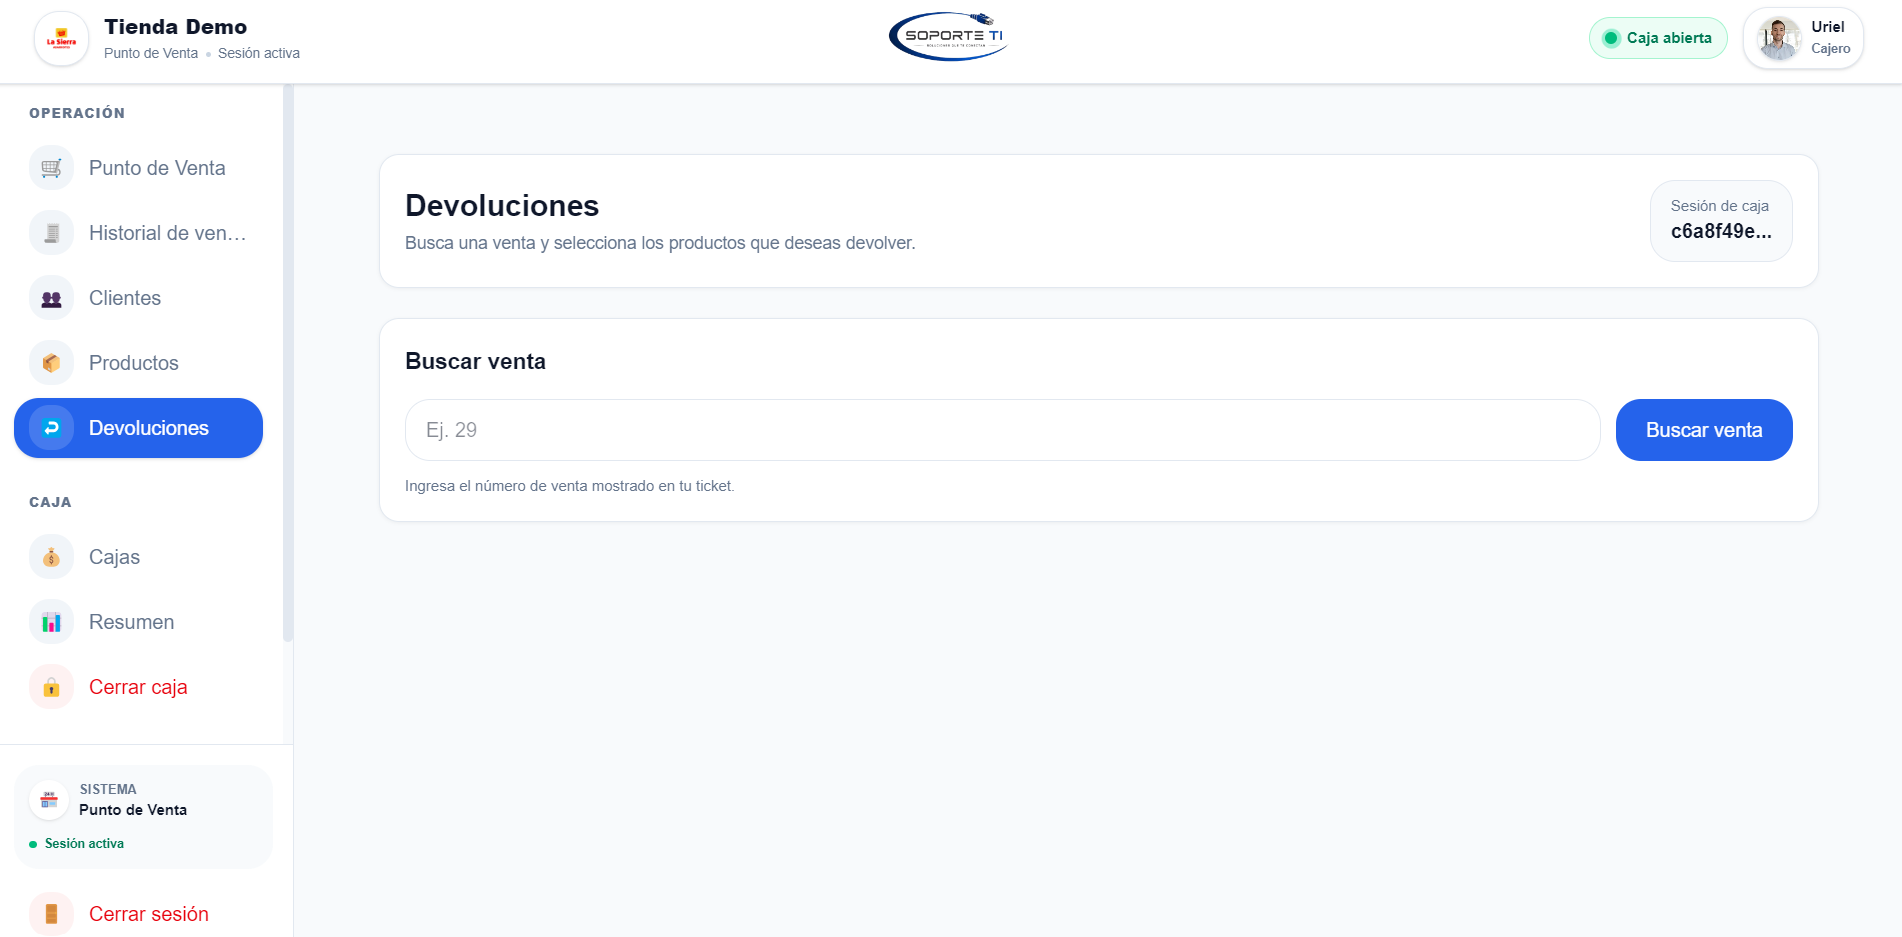 La Sierra
Tienda Demo
Punto de Venta
Sesión activa
SOPORTE TI
Caja abierta
Uriel
Cajero
OPERACIÓN
Punto de Venta
Historial de ven...
Clientes
Productos
Devoluciones
CAJA
Cajas
Resumen
Cerrar caja
SISTEMA
Punto de Venta
Sesión activa
Cerrar sesión
Devoluciones
Busca una venta y selecciona los productos que deseas devolver.
Sesión de caja
c6a8f49e...
Buscar venta
Ej. 29
Buscar venta
Ingresa el número de venta mostrado en tu ticket.